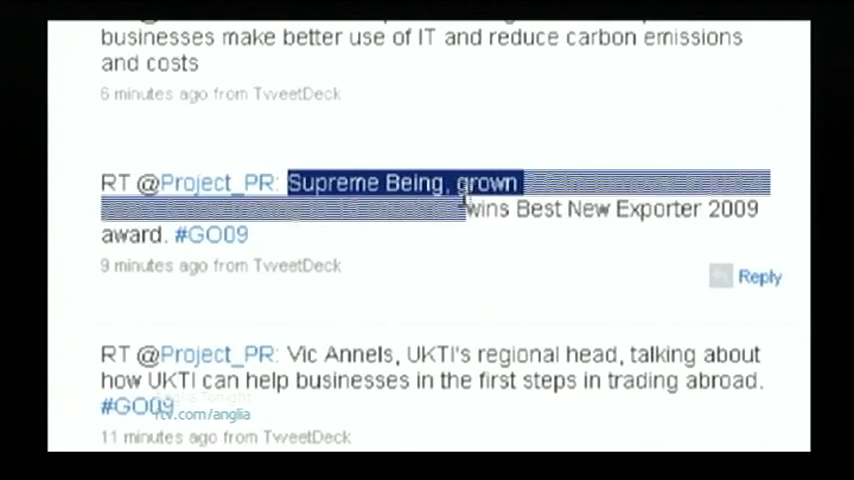 businesses make better use of IT and reduce carbon emissions
and costs
6 minutes ago from TweetDeck
RT @Project_PR: Supreme Being, grown
wins Best New Exporter 2009
award. #GO09
9 minutes ago from TweetDeck
Reply
RT @Project_PR: Vic Annels, UKTI's regional head, talking about
how UKTI can help businesses in the first steps in trading abroad.
#GO09
Anglia Tonight
itv.com/anglia
11 minutes ago from TweetDeck